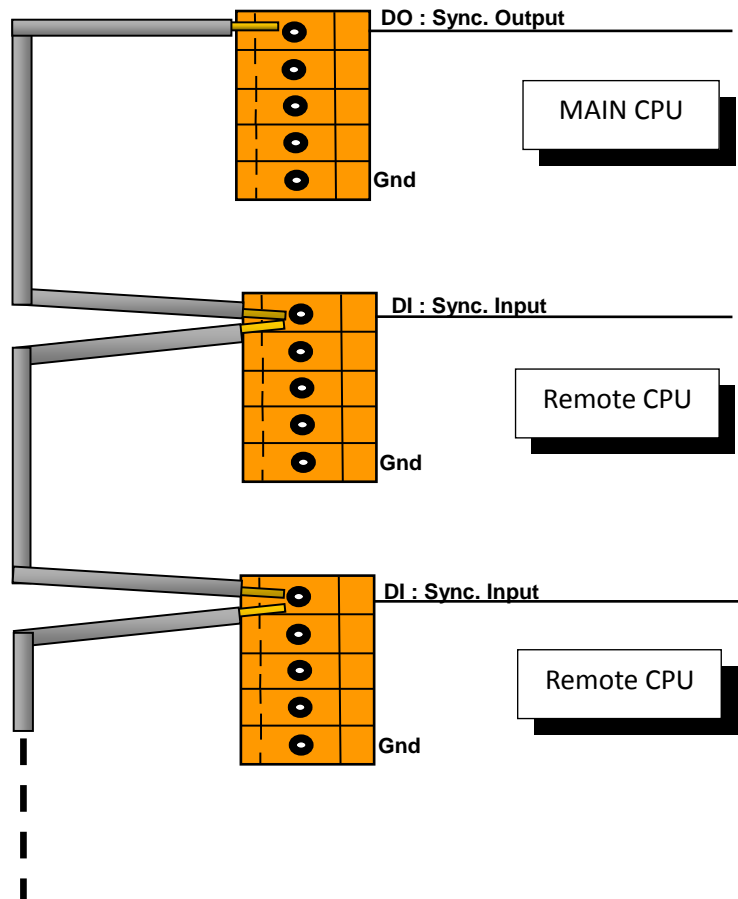 DO : Sync. Output
MAIN CPU
Gnd
DI : Sync. Input
Remote CPU
Gnd
DI : Sync. Input
Remote CPU
Gnd